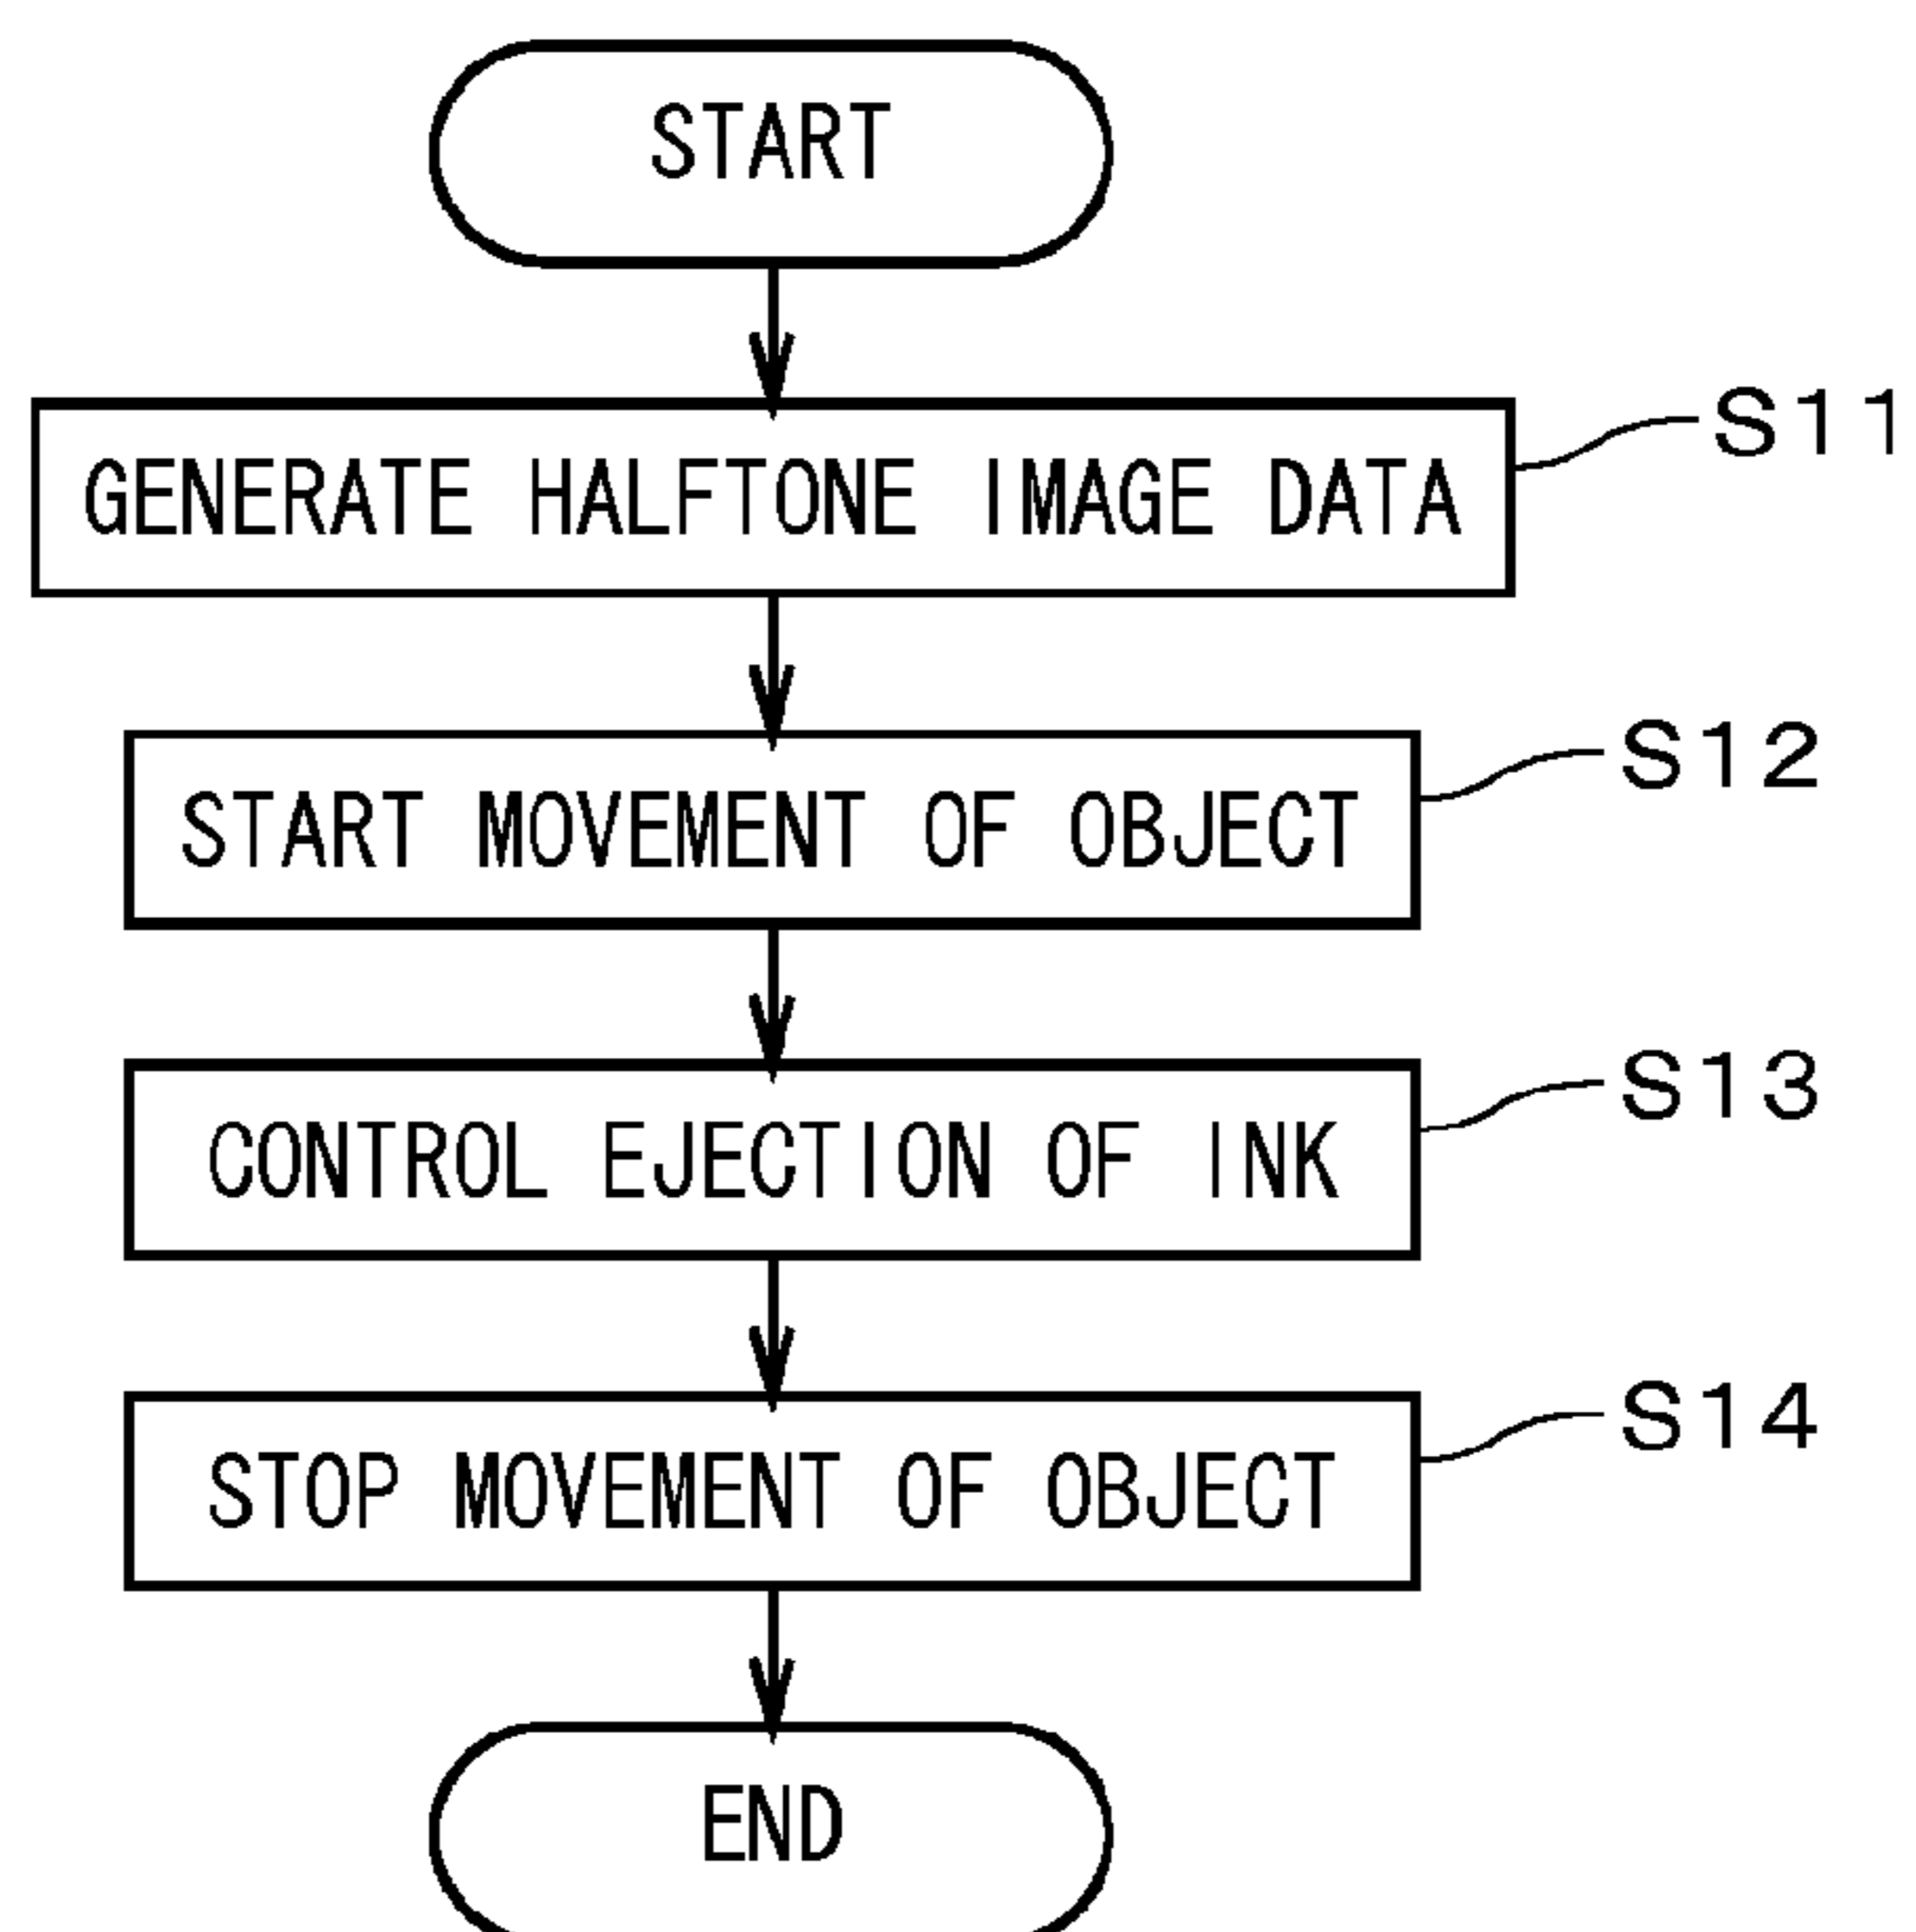 START
GENERATE HALFTONE IMAGE DATA
S11
START MOVEMENT OF OBJECT
S12
CONTROL EJECTION OF INK
S13
STOP MOVEMENT OF OBJECT
S14
END